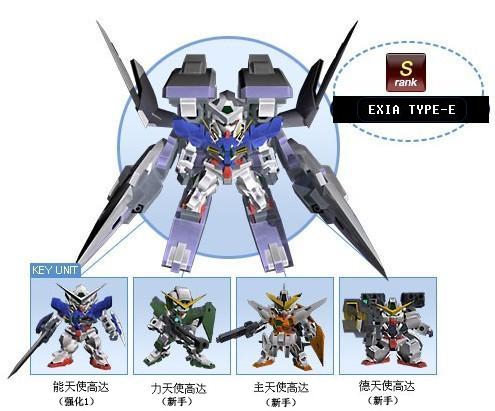 S
rank
EXIA TYPE-E
KEY UNIT
能天使高达
（强化1）
力天使高达
（新手）
主天使高达
（新手）
德天使高达
（新手）